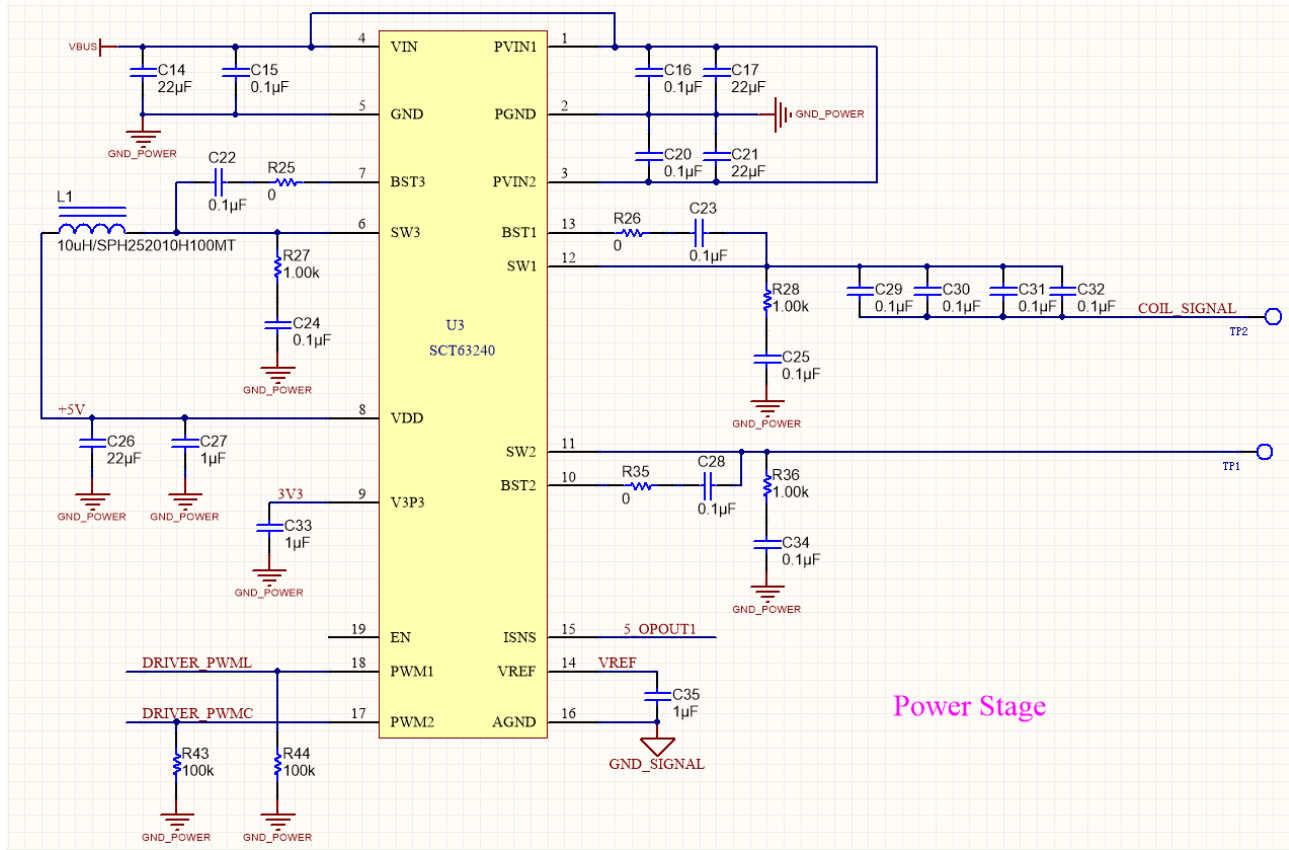 VBUS
C14
22µF
C15
0.1µF
GND_POWER
4 VIN
5 GND
7 BST3
6 SW3
8 VDD
9 V3P3
19 EN
18 PWM1
17 PWM2
PVIN1 1
PGND 2
PVIN2 3
BST1 13
SW1 12
SW2 11
BST2 10
ISNS 15
VREF 14
AGND 16
U3
SCT63240
C16
0.1µF
C17
22µF
GND_POWER
C20
0.1µF
C21
22µF
C22
0.1µF
R25
0
L1
10uH/SPH252010H100MT
R27
1.00k
C24
0.1µF
GND_POWER
R26
0
C23
0.1µF
R28
1.00k
C25
0.1µF
GND_POWER
C29
0.1µF
C30
0.1µF
C31
0.1µF
C32
0.1µF
COIL_SIGNAL
TP2
+5V
C26
22µF
GND_POWER
C27
1µF
GND_POWER
3V3
C33
1µF
GND_POWER
TP1
R35
0
C28
0.1µF
R36
1.00k
C34
0.1µF
GND_POWER
5_OPOUT1
VREF
C35
1µF
GND_SIGNAL
DRIVER_PWML
DRIVER_PWMC
R43
100k
GND_POWER
R44
100k
GND_POWER
Power Stage